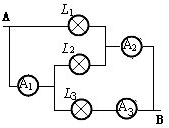 A L₁
L₂ A₂
A₁
L₃ A₃ B